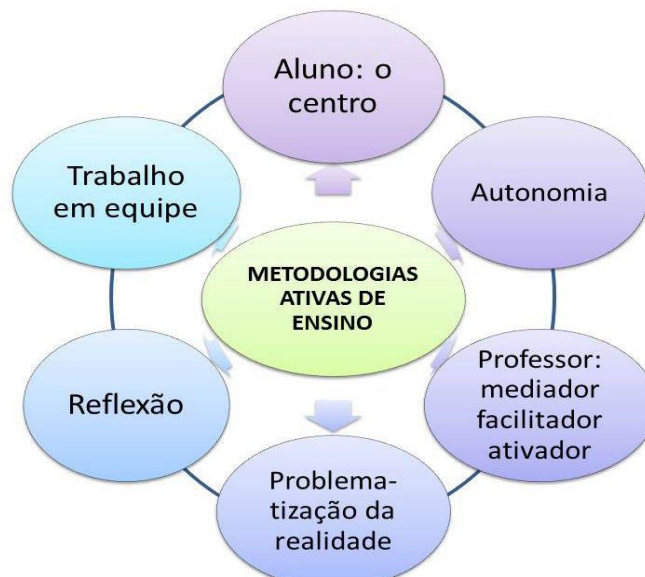 Aluno: o
centro
Autonomia
Professor:
mediador
facilitador
ativador
Problema-
tização da
realidade
Reflexão
Trabalho
em equipe
METODOLOGIAS
ATIVAS DE
ENSINO